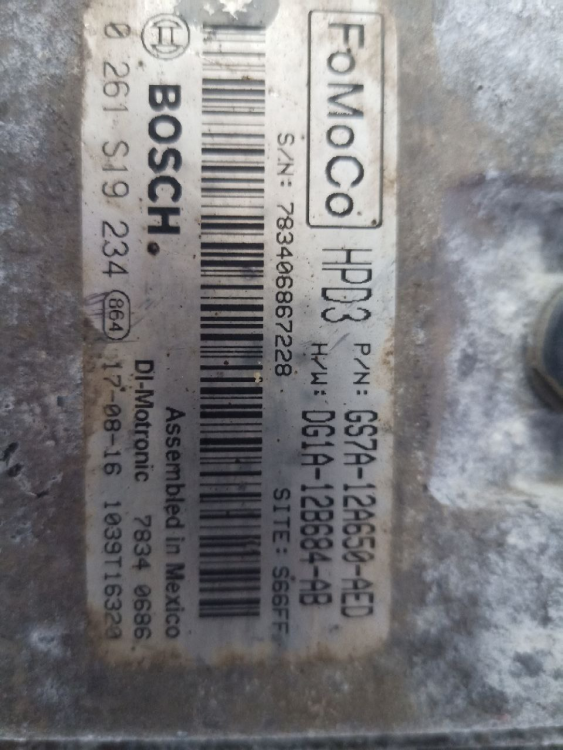 FoMoCo HPD3 P/N: GS7A-12A650-AED
H/W: DG1A-12B684-AB
S/N: 783406867228 SITE: S66FF
BOSCH
Assembled in Mexico
DI-Motronic 7834 0686
0 261 S19 234 864 17-08-16 1039T16320